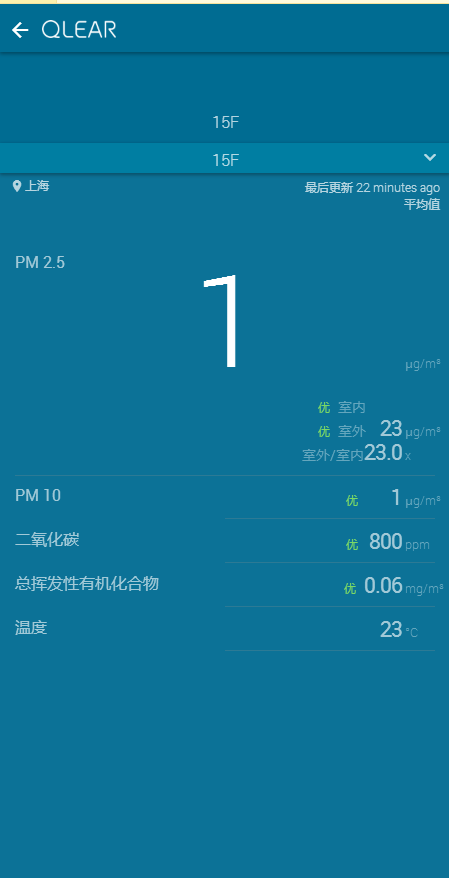 QLEAR
15F
15F
上海
最后更新 22 minutes ago
平均值
PM 2.5
1
μg/m³
优 室内
优 室外 23 μg/m³
室外/室内 23.0 x
PM 10 优 1 μg/m³
二氧化碳 优 800 ppm
总挥发性有机化合物 优 0.06 mg/m³
温度 23 °C